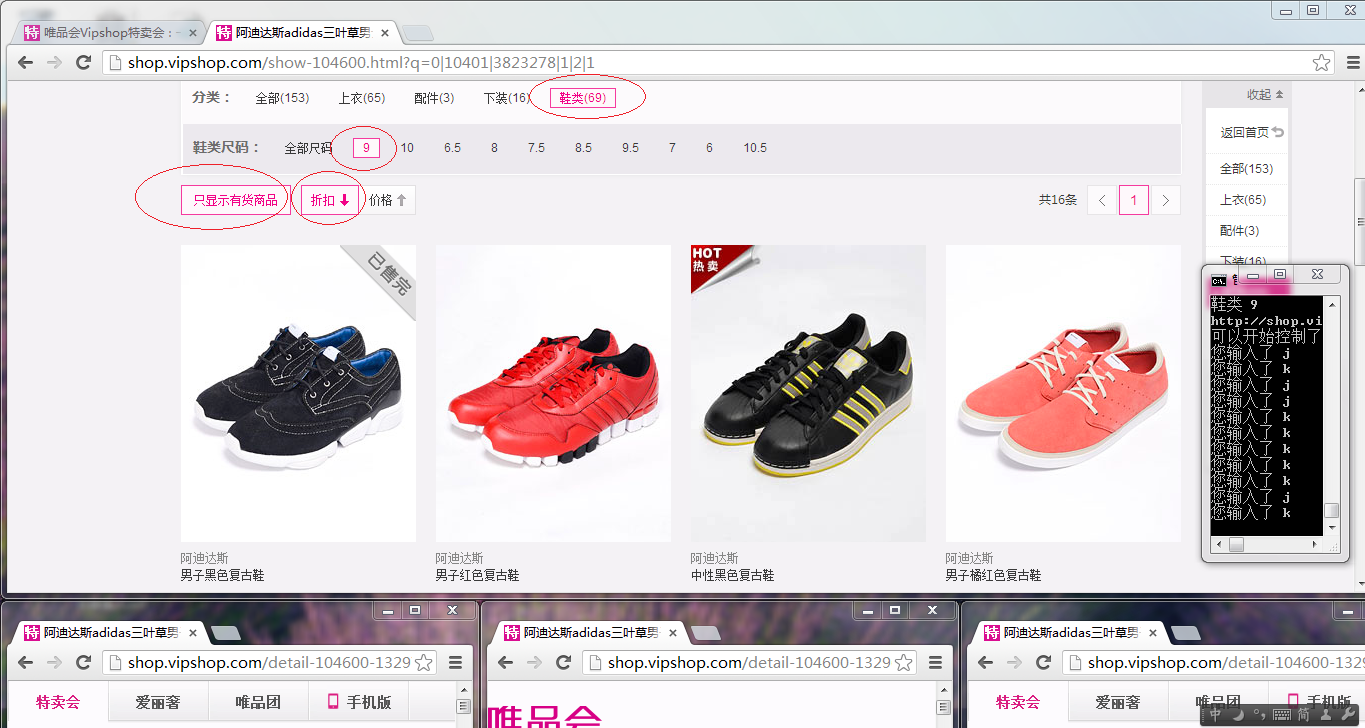 唯品会Vipshop特卖会：
阿迪达斯adidas三叶草男
shop.vipshop.com/show-104600.html?q=0|10401|3823278|1|2|1
分类： 全部(153) 上衣(65) 配件(3) 下装(16) 鞋类(69)
鞋类尺码： 全部尺码 9 10 6.5 8 7.5 8.5 9.5 7 6 10.5
只显示有货商品 折扣 价格 共16条 1
收起
返回首页
全部(153)
上衣(65)
配件(3)
下装(16)
已售完
HOT
热卖
阿迪达斯
男子黑色复古鞋
阿迪达斯
男子红色复古鞋
阿迪达斯
中性黑色复古鞋
阿迪达斯
男子橘红色复古鞋
鞋类 9
http://shop.vi
可以开始控制了
您输入了 j
您输入了 k
您输入了 j
您输入了 j
您输入了 k
您输入了 k
您输入了 k
您输入了 k
您输入了 k
您输入了 j
您输入了 k
阿迪达斯adidas三叶草男
shop.vipshop.com/detail-104600-1329
特卖会 爱丽奢 唯品团 手机版
阿迪达斯adidas三叶草男
shop.vipshop.com/detail-104600-1329
唯品会
阿迪达斯adidas三叶草男
shop.vipshop.com/detail-104600-1329
特卖会 爱丽奢 唯品团 手机版
中 简